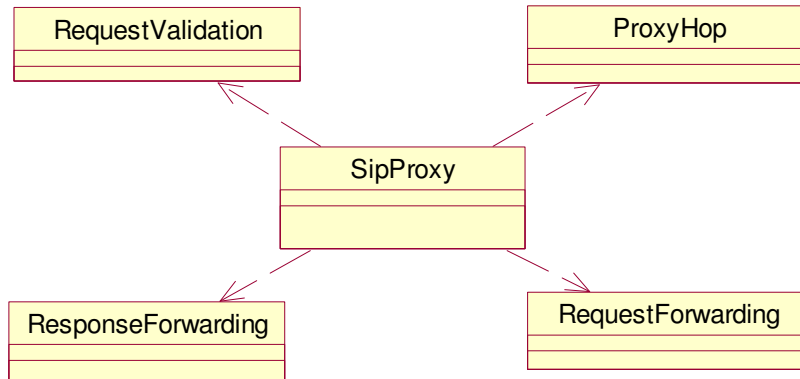 RequestValidation
ProxyHop
SipProxy
ResponseForwarding
RequestForwarding